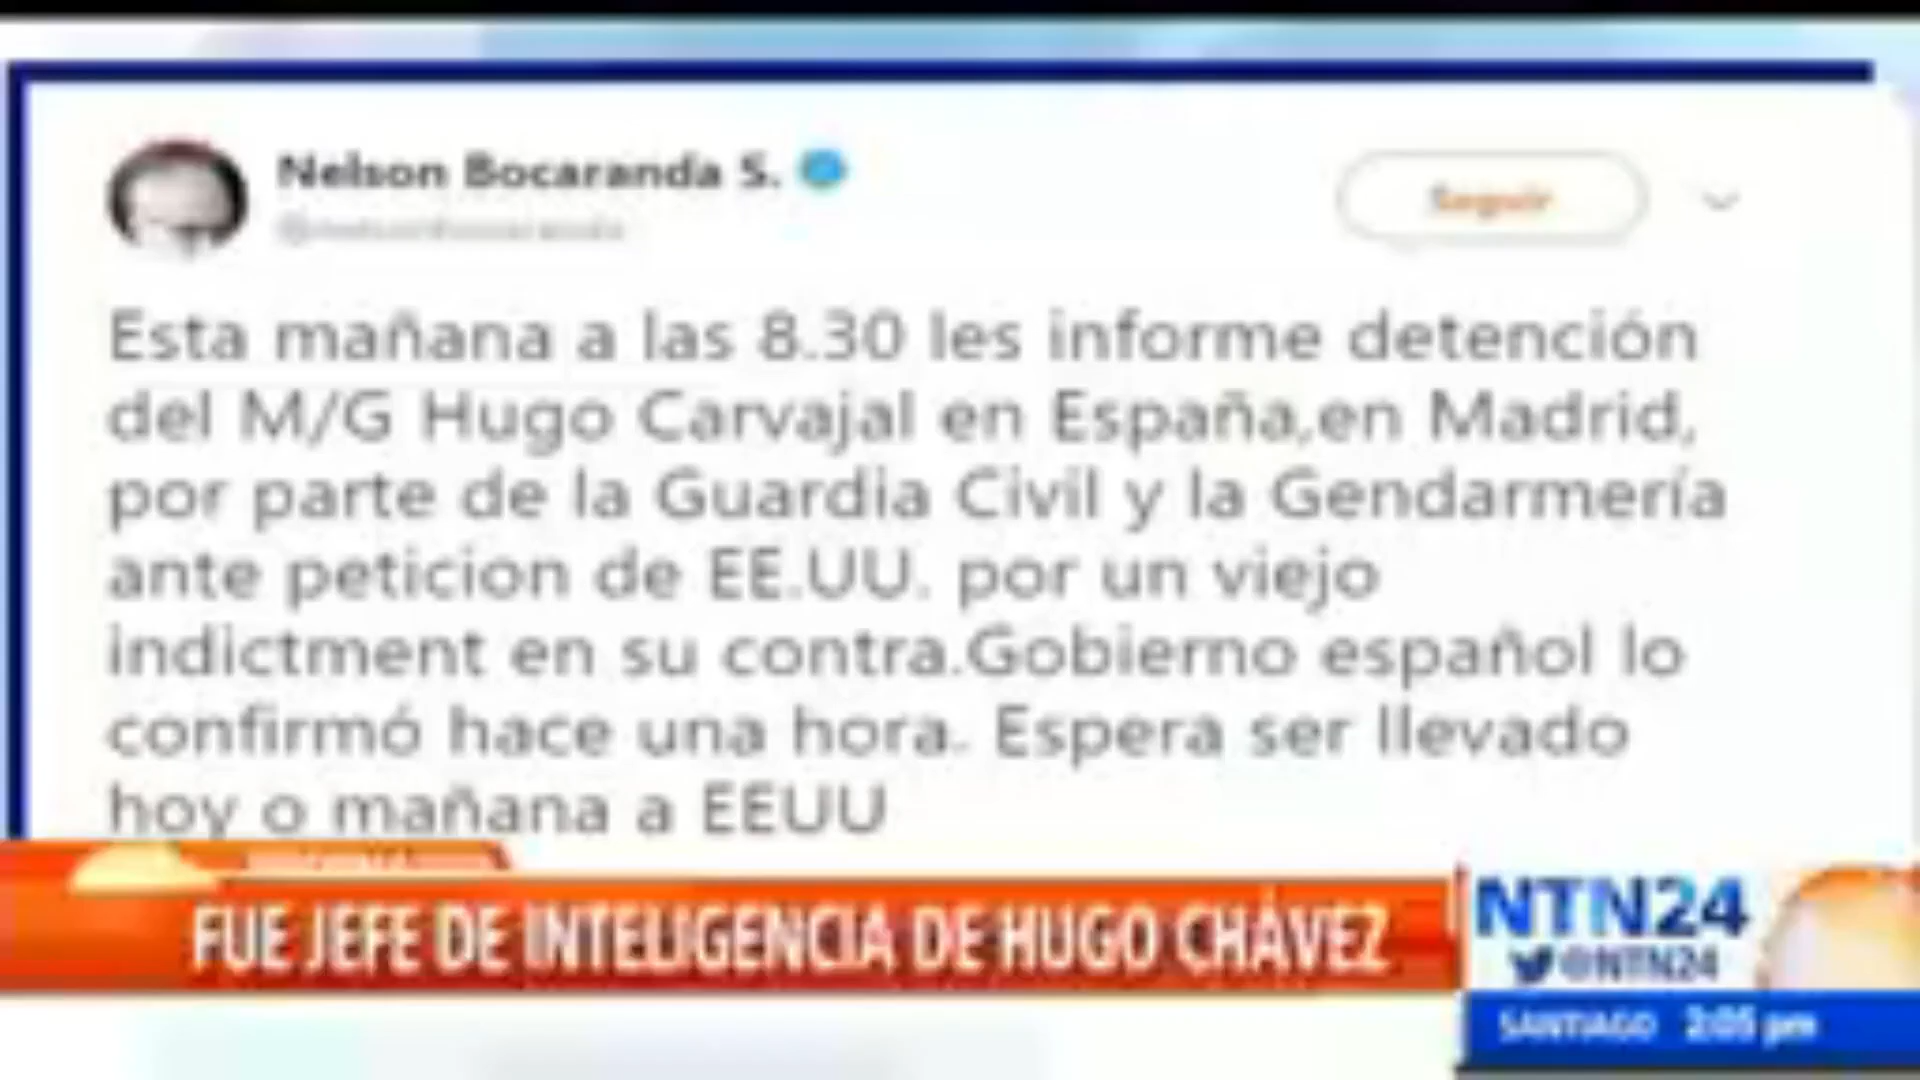 Nelson Bocaranda S.
Seguir
Esta mañana a las 8.30 les informe detención
del M/G Hugo Carvajal en España,en Madrid,
por parte de la Guardia Civil y la Gendarmería
ante peticion de EE.UU. por un viejo
indictment en su contra.Gobierno español lo
confirmó hace una hora. Espera ser llevado
hoy o mañana a EEUU
FUE JEFE DE INTELIGENCIA DE HUGO CHÁVEZ
NTN24
@NTN24
SANTIAGO 2:05 pm